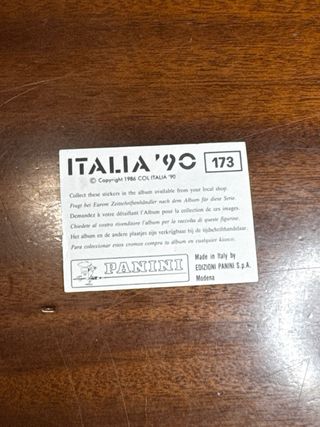 ITALIA '90 173
© Copyright 1986 COL ITALIA '90
Collect these stickers in the album available from your local shop.
Fragt bei Eurem Zeitschriftenhändler nach dem Album für diese Serie.
Demandez à votre détaillant l'Album pour la collection de ces images.
Chiedete al vostro rivenditore l'album per la raccolta di queste figurine.
Het album en de andere plaatjes zijn verkrijgbaar bij de tijdschrifthandelaar.
Para coleccionar estos cromos compra tu álbum en cualquier kiosco.
PANINI
Made in Italy by
EDIZIONI PANINI S.p.A.
Modena